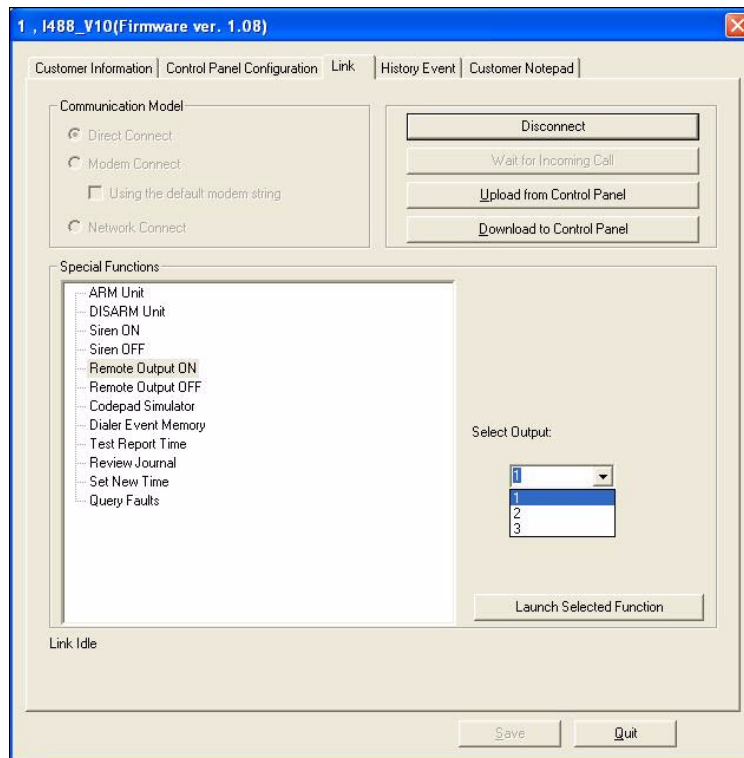 1 , I488_V10(Firmware ver. 1.08)
Customer Information
Control Panel Configuration
Link
History Event
Customer Notepad
Communication Model
Direct Connect
Modem Connect
Using the default modem string
Network Connect
Disconnect
Wait for Incoming Call
Upload from Control Panel
Download to Control Panel
Special Functions
ARM Unit
DISARM Unit
Siren ON
Siren OFF
Remote Output ON
Remote Output OFF
Codepad Simulator
Dialer Event Memory
Test Report Time
Review Journal
Set New Time
Query Faults
Select Output:
1
1
2
3
Launch Selected Function
Link Idle
Save
Quit